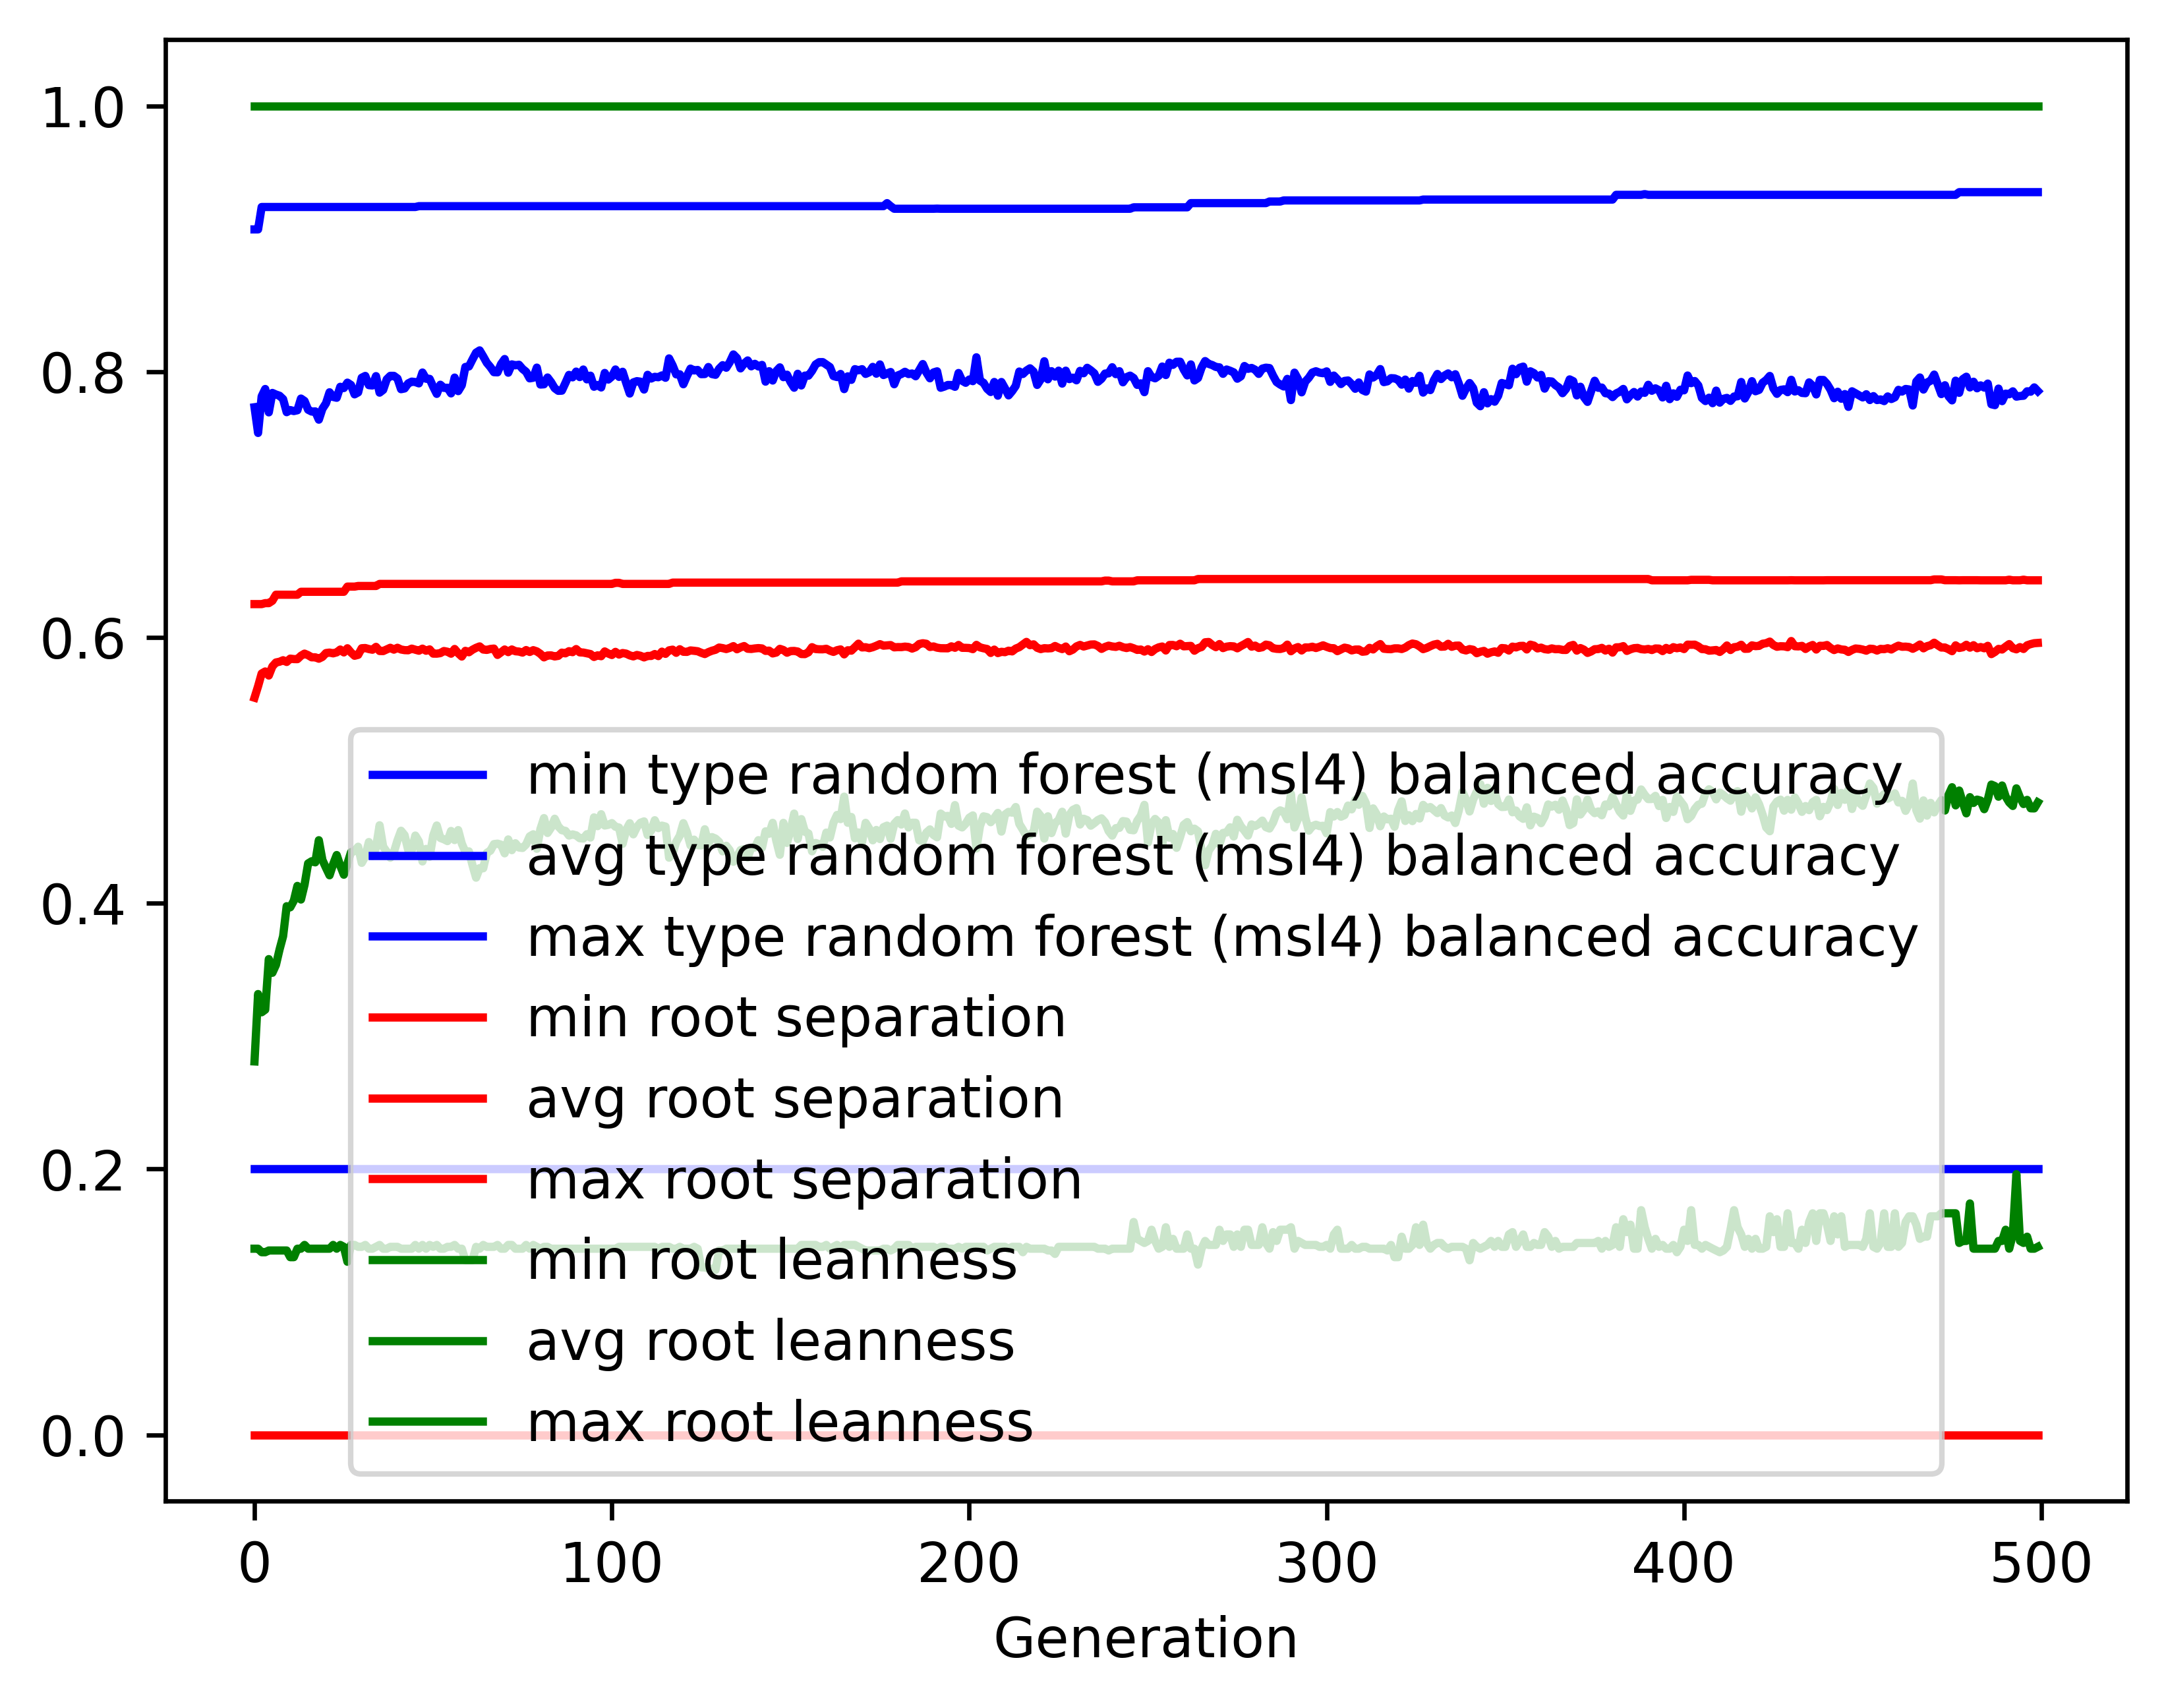 1.0
0.8
0.6
0.4
0.2
0.0
min type random forest (msl4) balanced accuracy
avg type random forest (msl4) balanced accuracy
max type random forest (msl4) balanced accuracy
min root separation
avg root separation
max root separation
min root leanness
avg root leanness
max root leanness
0 100 200 300 400 500
Generation